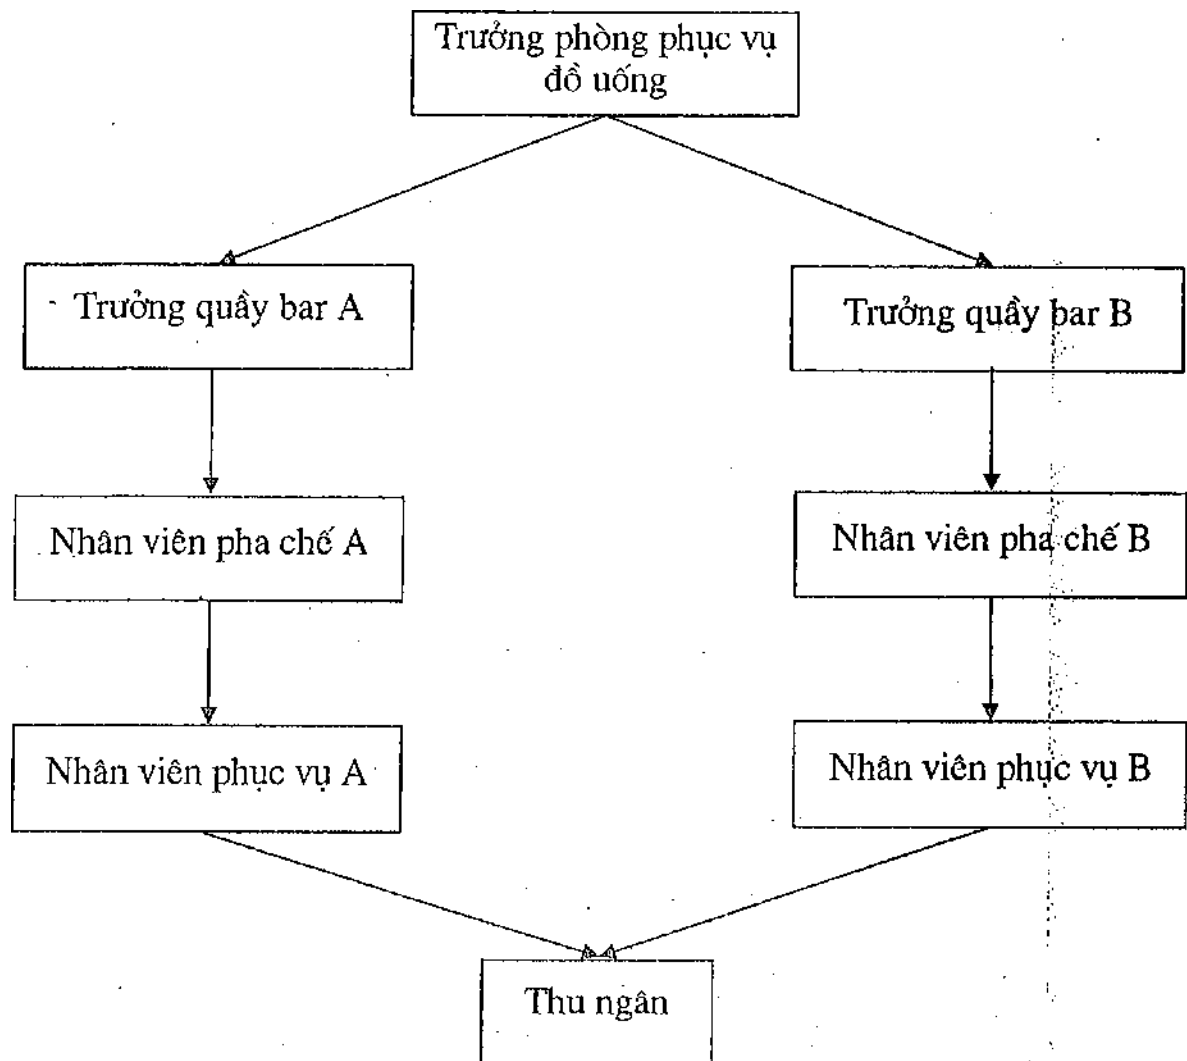 Trưởng phòng phục vụ
đồ uống
Trưởng quầy bar A
Trưởng quầy bar B
Nhân viên pha chế A
Nhân viên pha chế B
Nhân viên phục vụ A
Nhân viên phục vụ B
Thu ngân